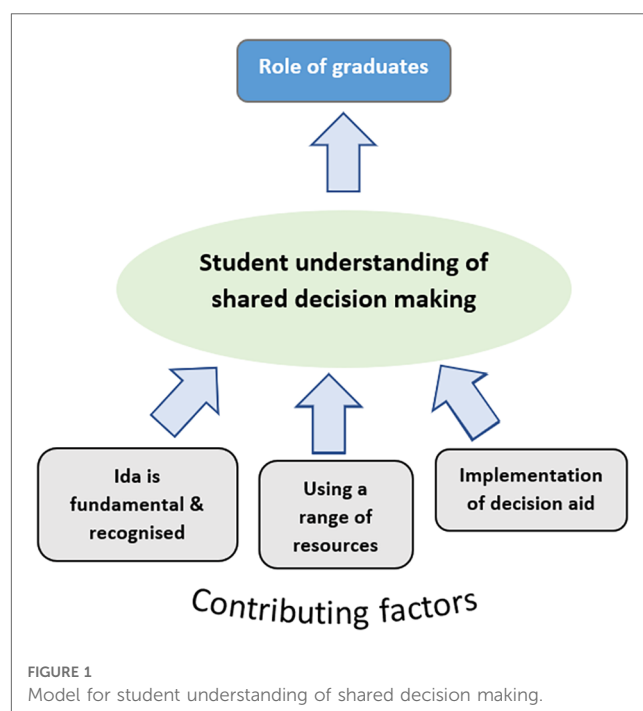 Role of graduates
Student understanding of
shared decision making
Ida is
fundamental &
recognised
Using a
range of
resources
Implementation
of decision aid
Contributing factors
FIGURE 1
Model for student understanding of shared decision making.